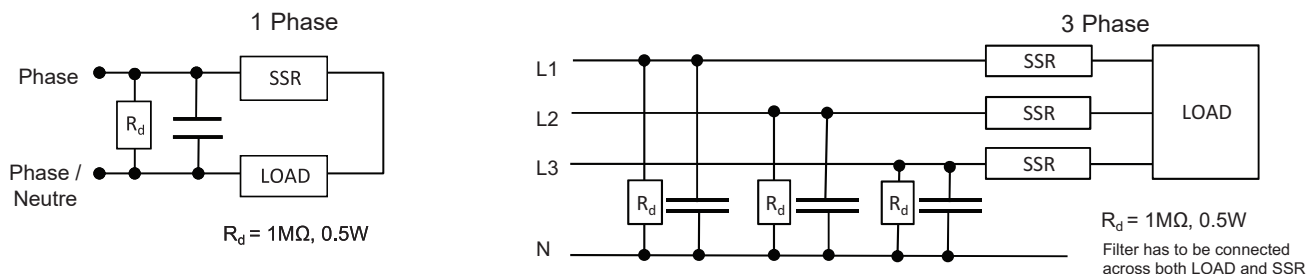 1 Phase
Phase
SSR
R_d
Phase /
Neutre
LOAD
R_d = 1MΩ, 0.5W
3 Phase
L1
SSR
L2
SSR
LOAD
L3
SSR
R_d
R_d
R_d
N
R_d = 1MΩ, 0.5W
Filter has to be connected
across both LOAD and SSR